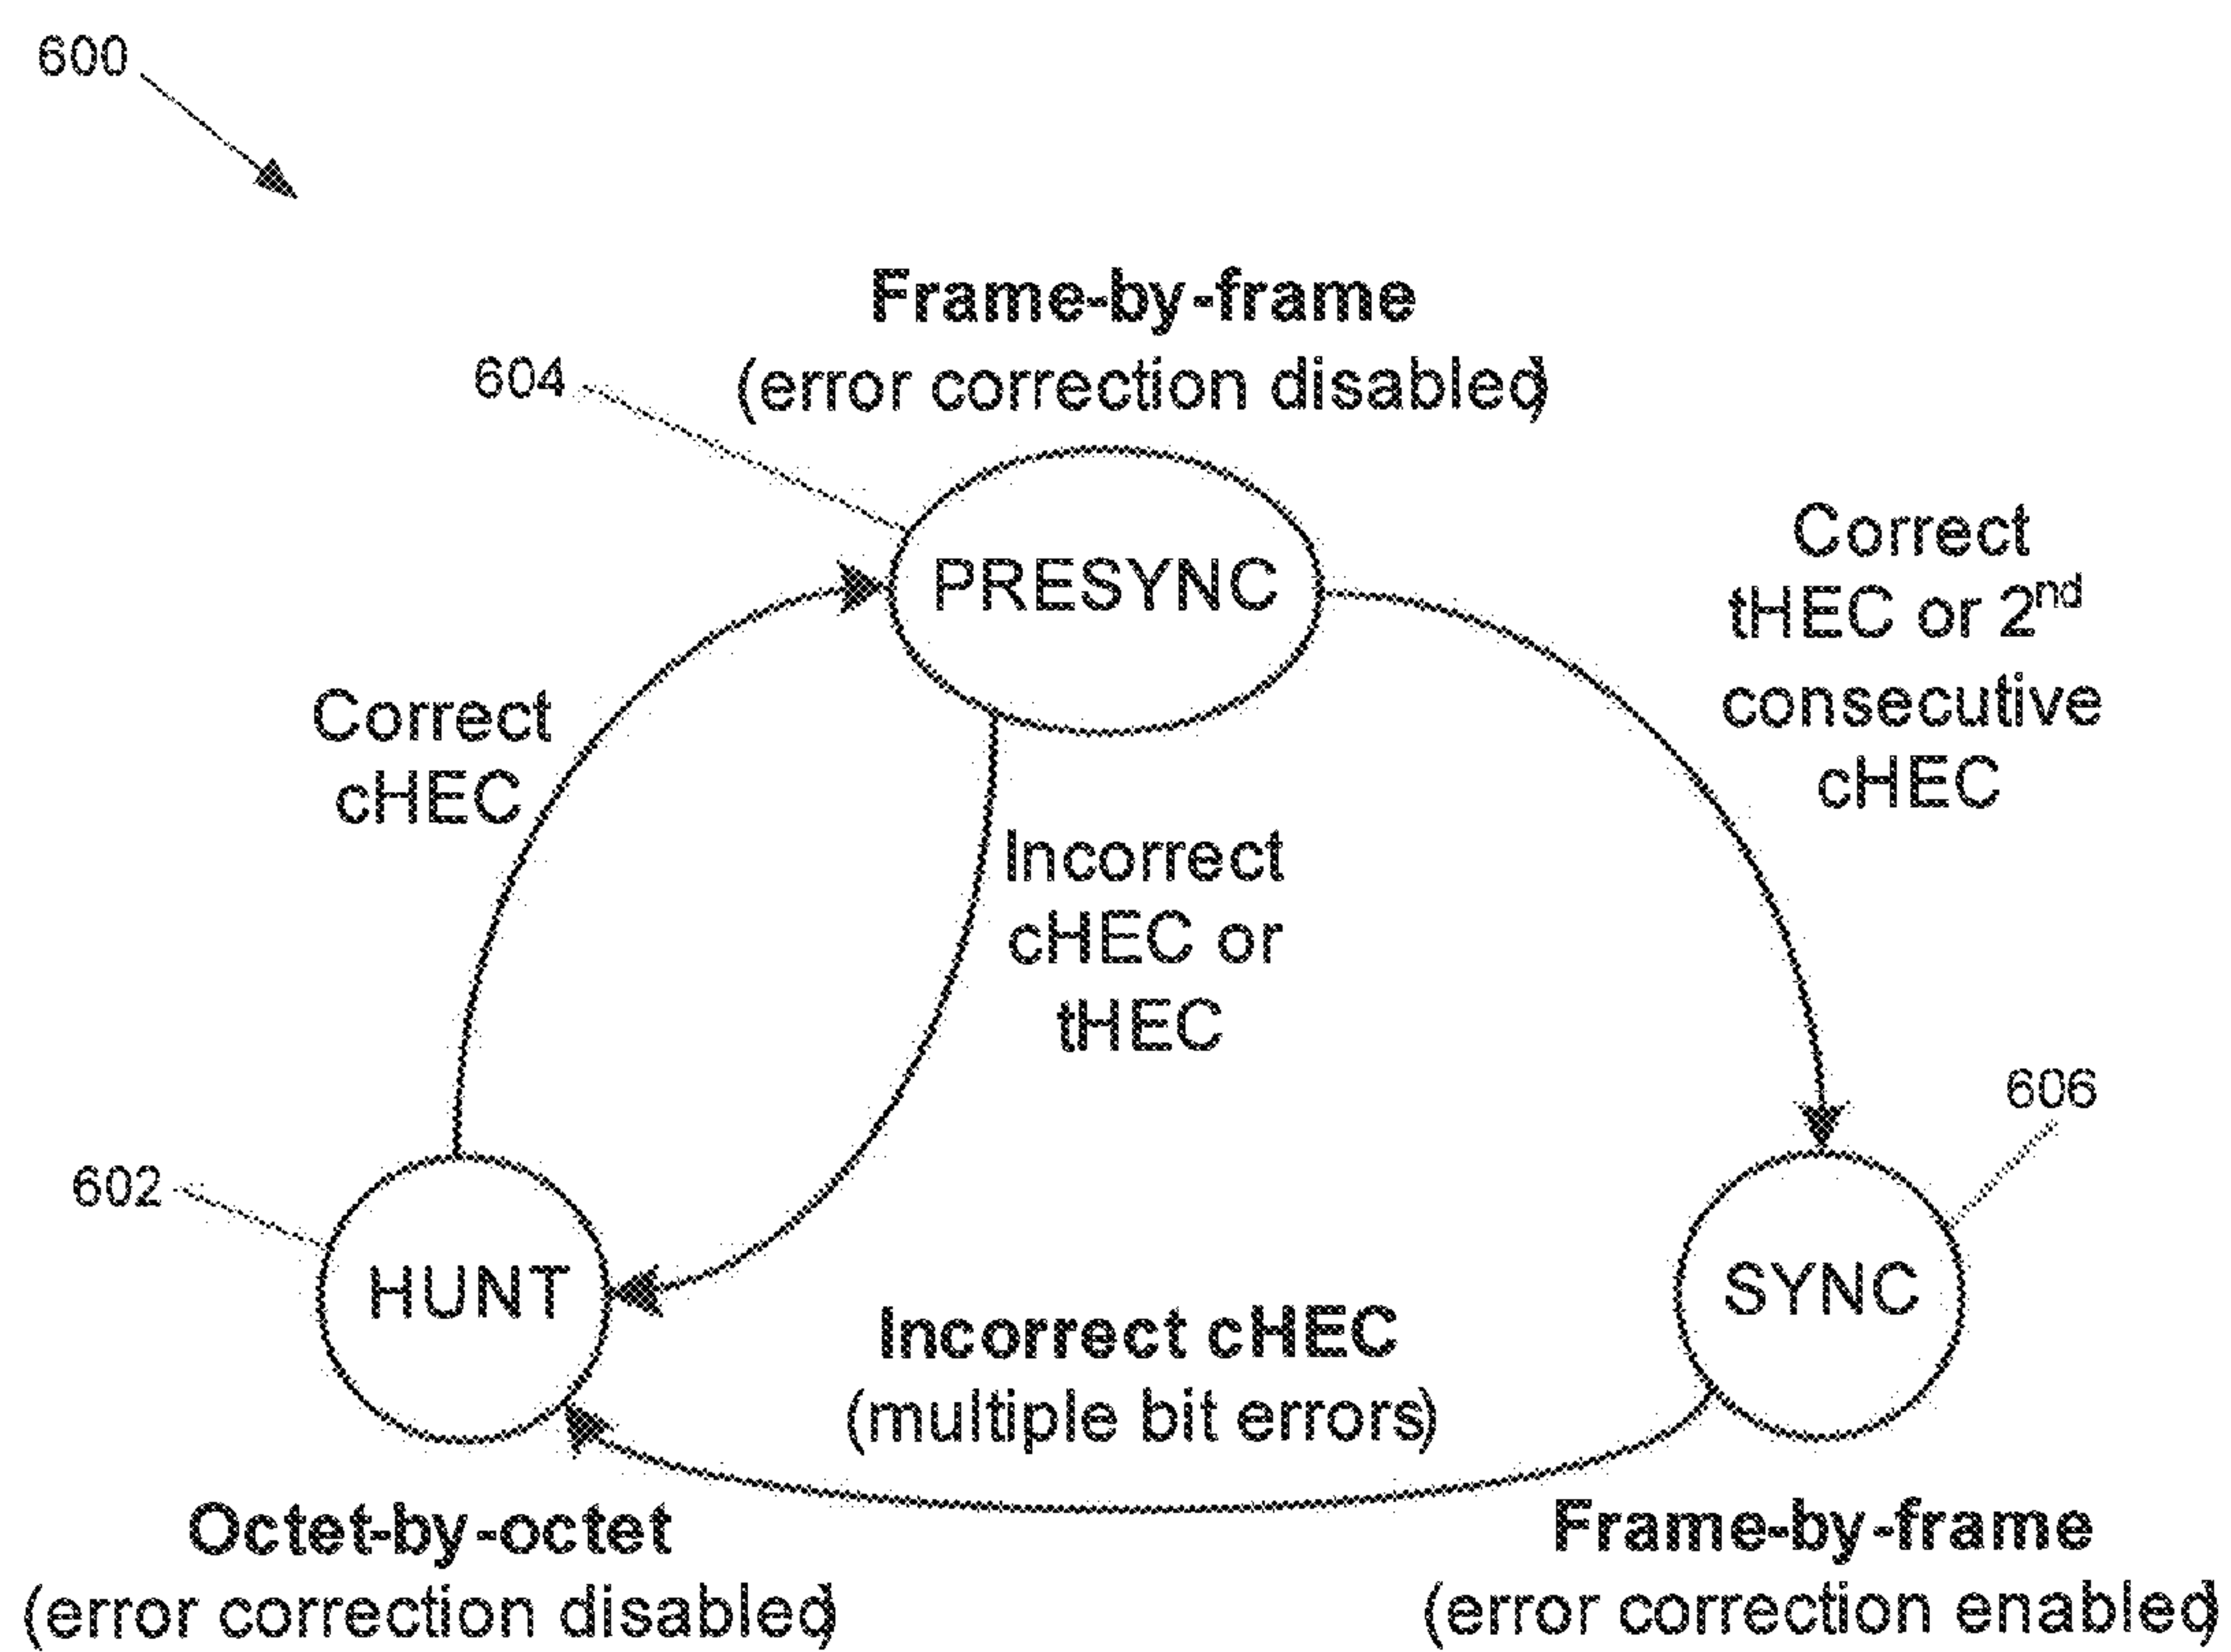 600
Frame-by-frame
604
(error correction disabled)
PRESYNC
Correct
tHEC or 2nd
consecutive
cHEC
Correct
cHEC
Incorrect
cHEC or
tHEC
606
602
HUNT
SYNC
Incorrect cHEC
(multiple bit errors)
Octet-by-octet
(error correction disabled)
Frame-by-frame
(error correction enabled)